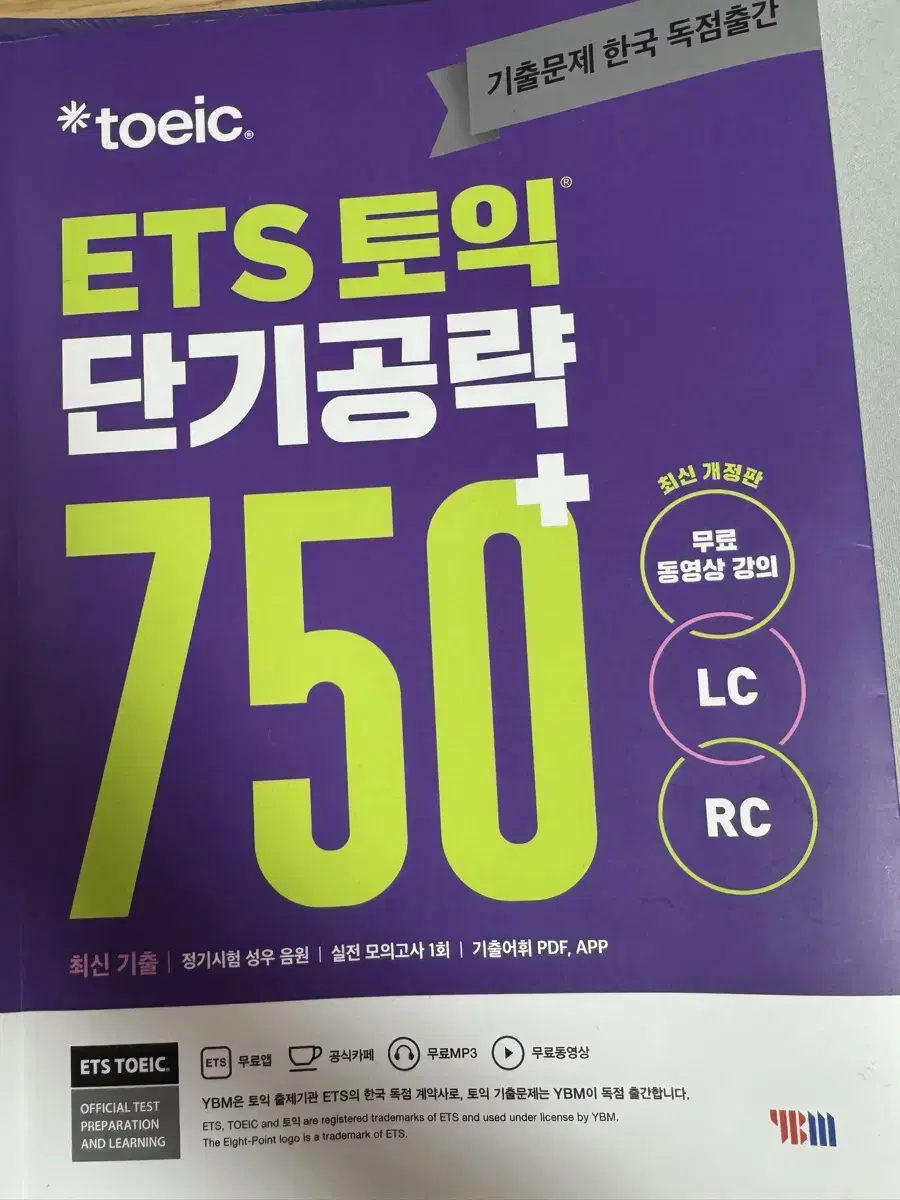 기출문제 한국 독점출간
*toeic®
ETS 토익®
단기공략
750+
최신 개정판
무료
동영상 강의
LC
RC
최신 기출 | 정기시험 성우 음원 | 실전 모의고사 1회 | 기출어휘 PDF, APP
ETS TOEIC®
OFFICIAL TEST
PREPARATION
AND LEARNING
ETS 무료앱 공식카페 무료MP3 무료동영상
YBM은 토익 출제기관 ETS의 한국 독점 계약사로, 토익 기출문제는 YBM이 독점 출간합니다.
ETS, TOEIC and 토익 are registered trademarks of ETS and used under license by YBM.
The Eight-Point logo is a trademark of ETS.
YBM